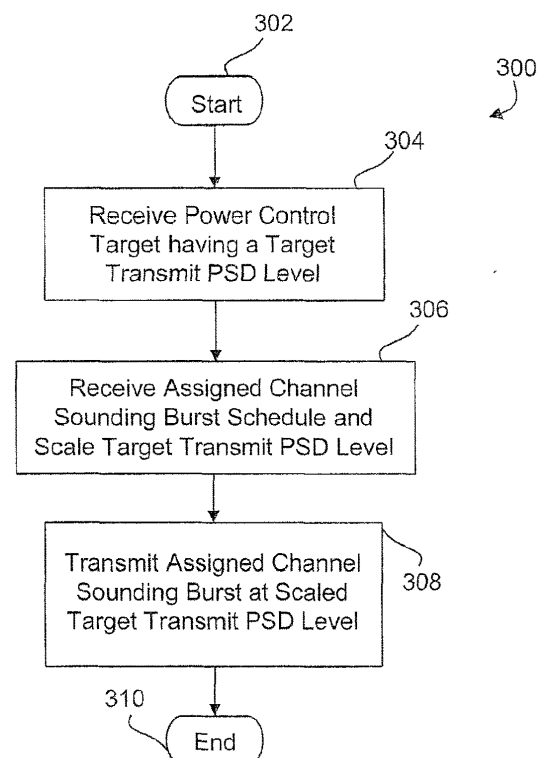 302
Start
300
304
Receive Power Control
Target having a Target
Transmit PSD Level
306
Receive Assigned Channel
Sounding Burst Schedule and
Scale Target Transmit PSD Level
Transmit Assigned Channel
Sounding Burst at Scaled
Target Transmit PSD Level
308
310
End